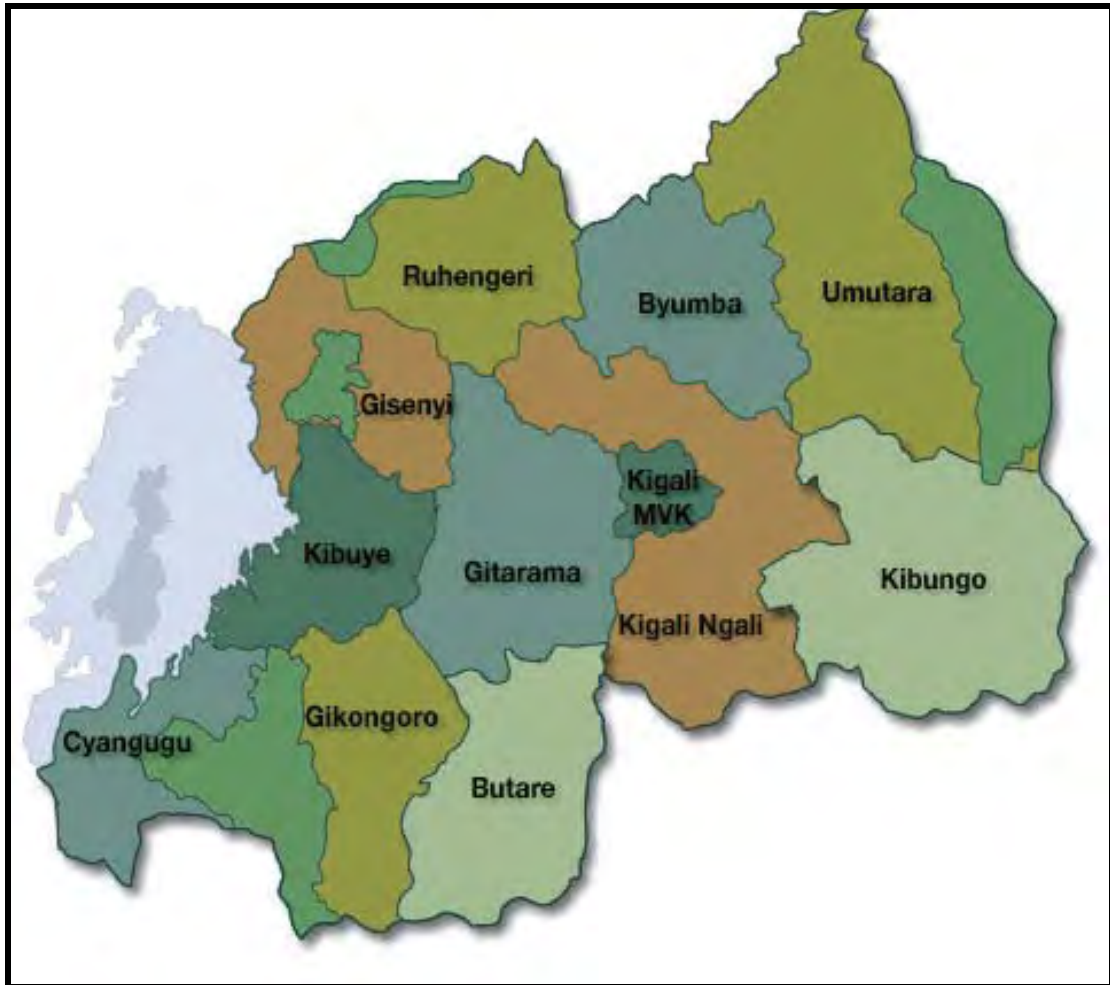 Ruhengeri
Byumba
Umutara
Gisenyi
Kigali
MVK
Kibuye
Gitarama
Kibungo
Kigali Ngali
Gikongoro
Cyangugu
Butare